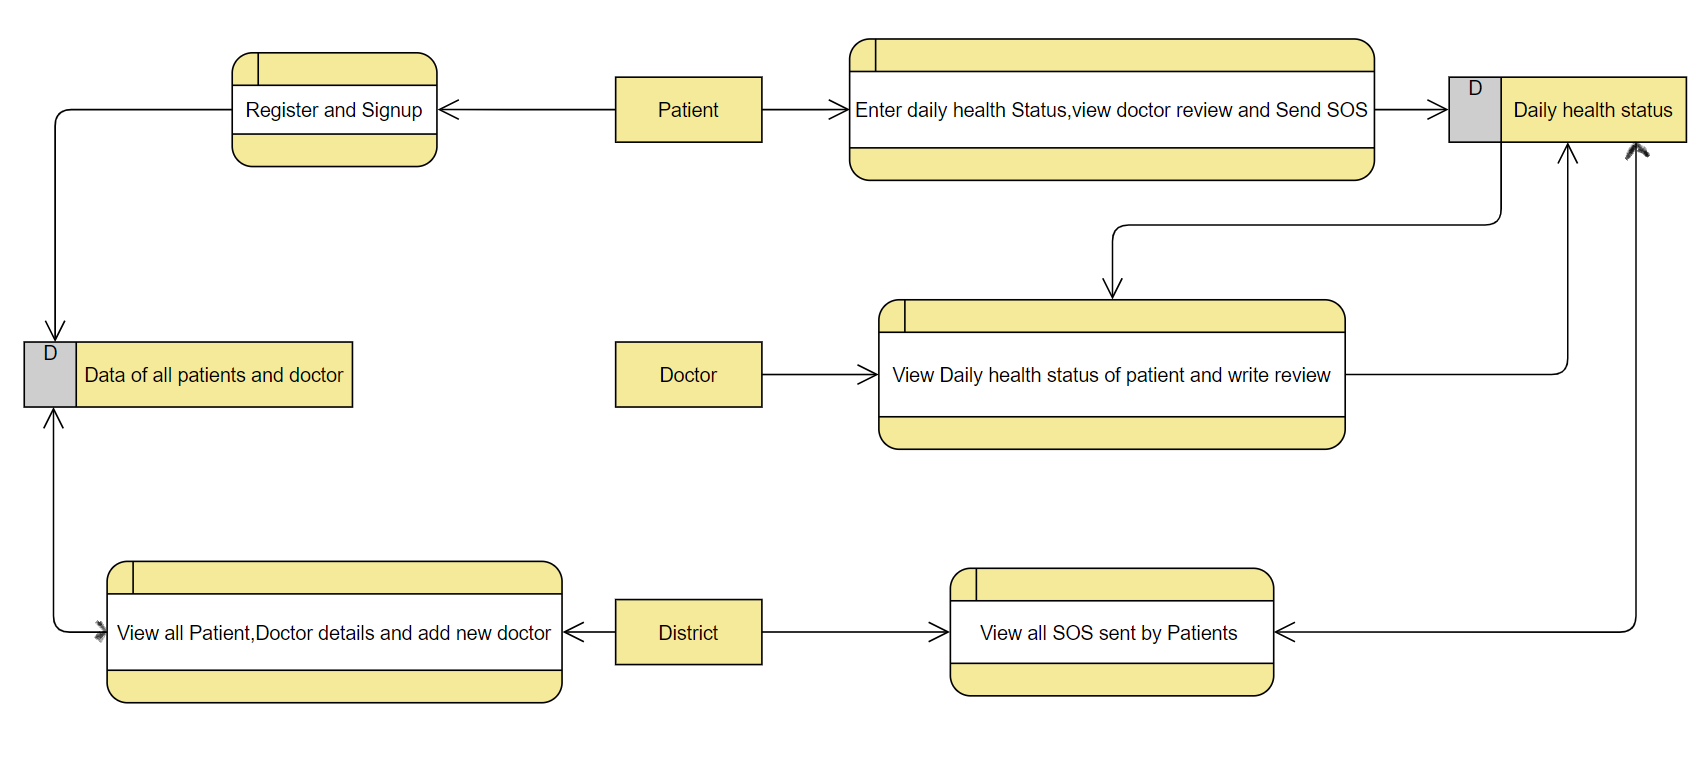 Register and Signup
Patient
Enter daily health Status,view doctor review and Send SOS
D
Daily health status
D
Data of all patients and doctor
Doctor
View Daily health status of patient and write review
View all Patient,Doctor details and add new doctor
District
View all SOS sent by Patients